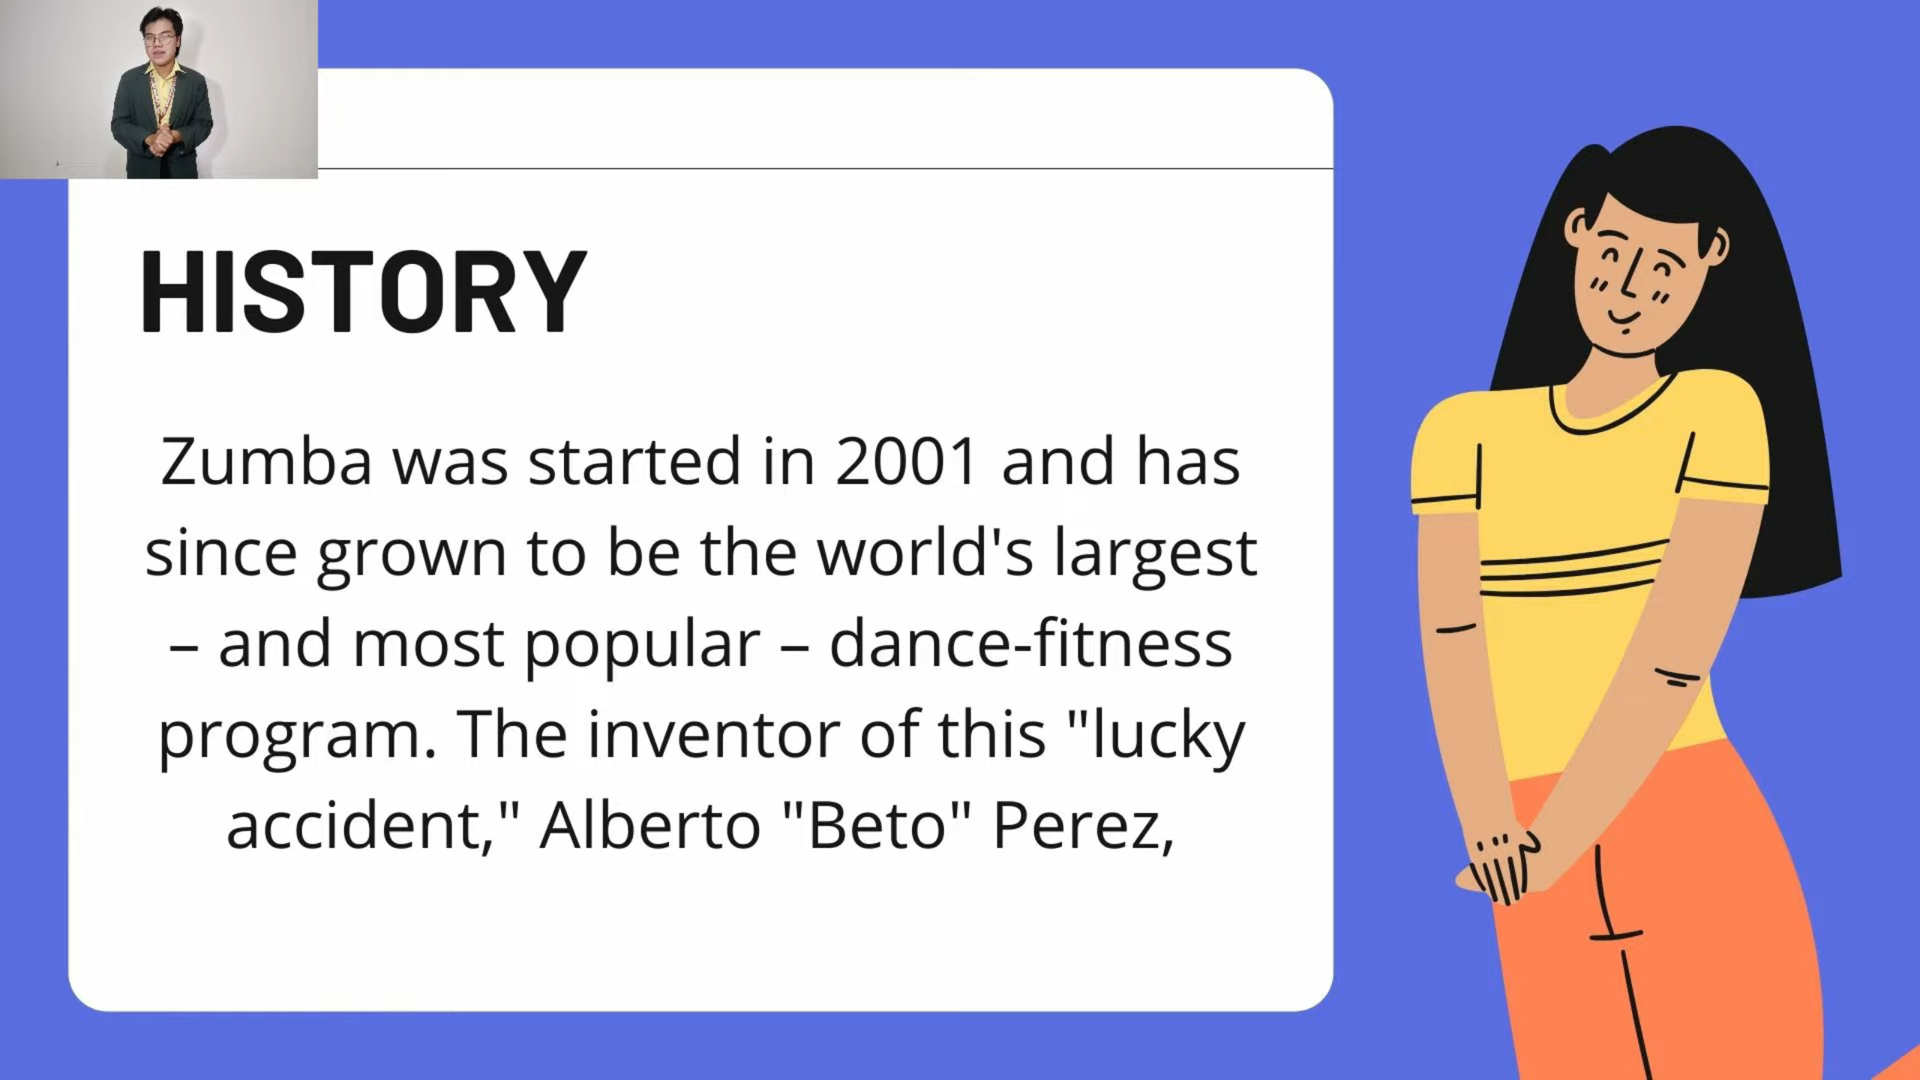 HISTORY
Zumba was started in 2001 and has
since grown to be the world's largest
– and most popular – dance-fitness
program. The inventor of this "lucky
accident," Alberto "Beto" Perez,